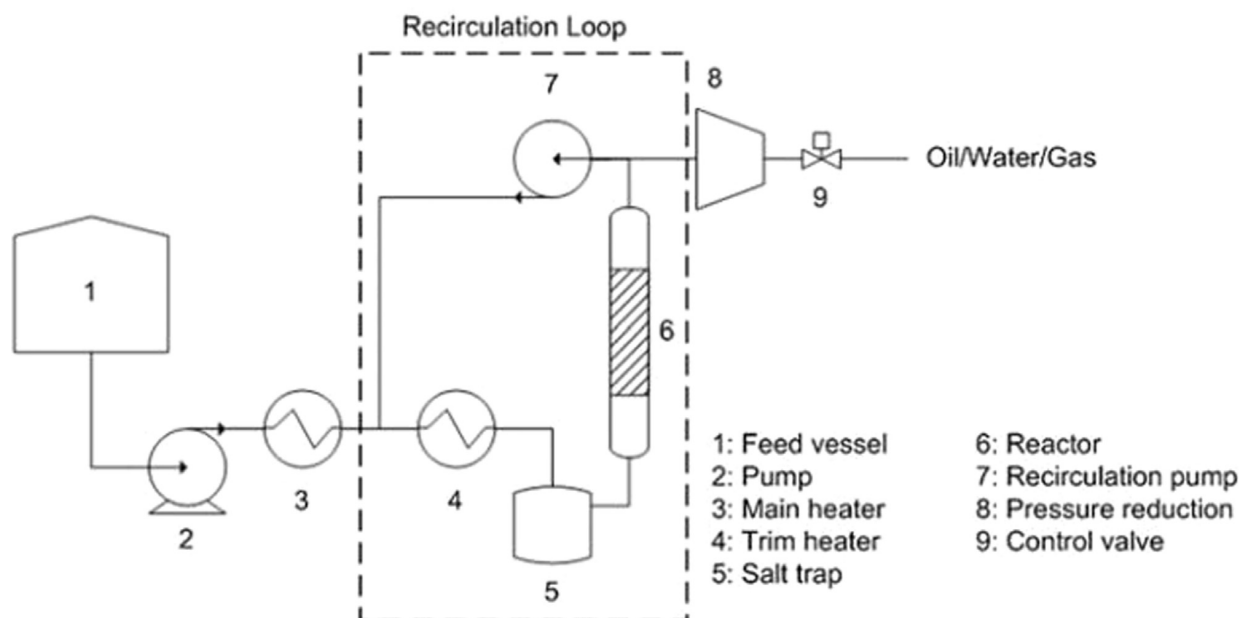 Recirculation Loop
7
8
Oil/Water/Gas
9
1
6
3
4
2
5
1: Feed vessel
2: Pump
3: Main heater
4: Trim heater
5: Salt trap
6: Reactor
7: Recirculation pump
8: Pressure reduction
9: Control valve